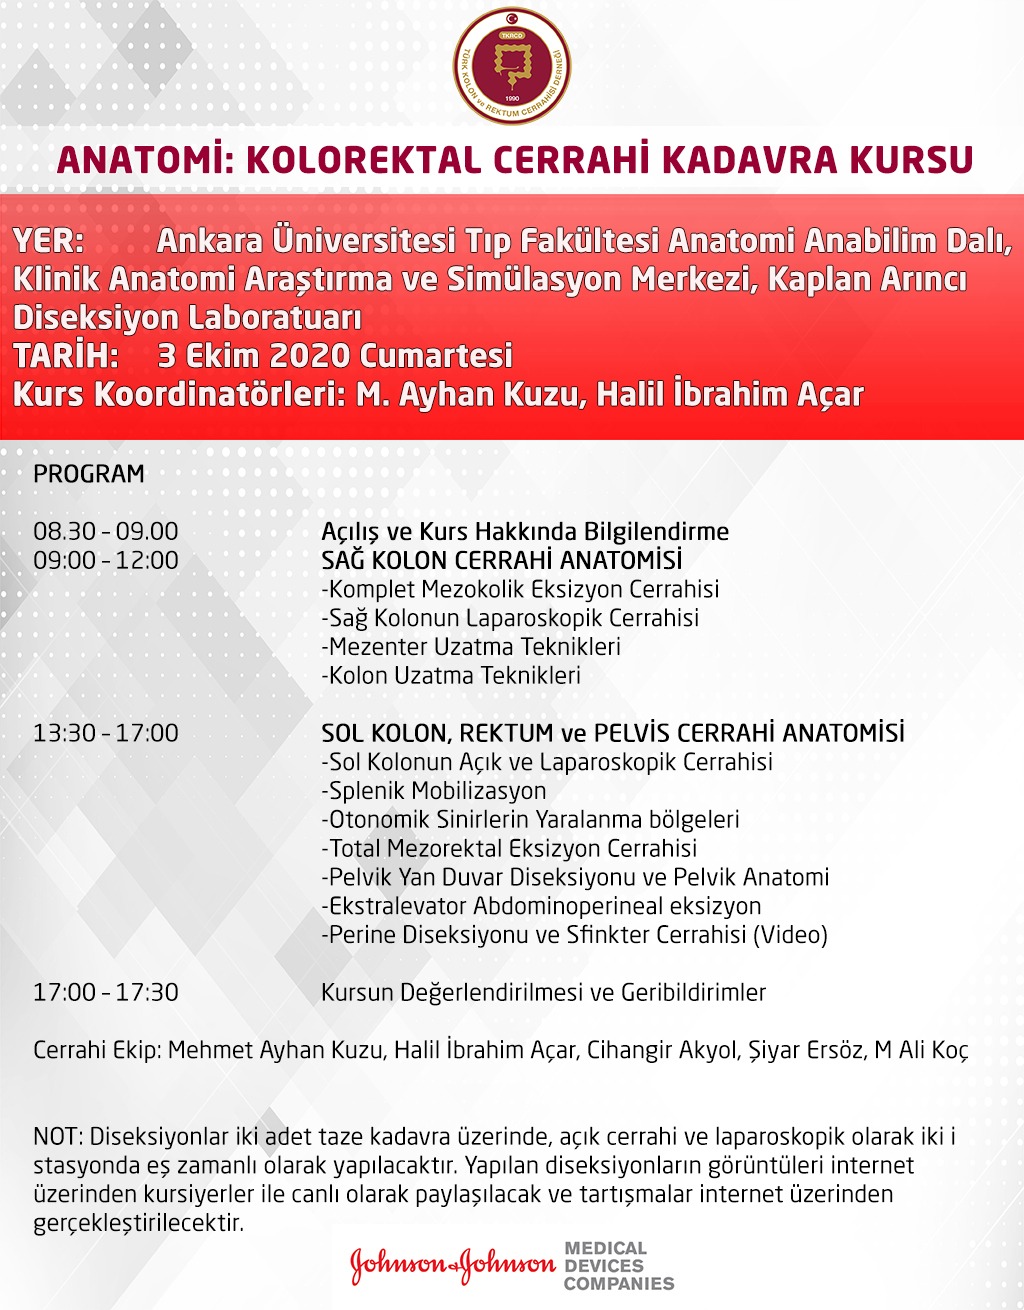 TKRCD
TÜRK KOLON ve REKTUM CERRAHİSİ DERNEĞİ
1990
ANATOMİ: KOLOREKTAL CERRAHİ KADAVRA KURSU
YER: Ankara Üniversitesi Tıp Fakültesi Anatomi Anabilim Dalı,
Klinik Anatomi Araştırma ve Simülasyon Merkezi, Kaplan Arıncı
Diseksiyon Laboratuarı
TARİH: 3 Ekim 2020 Cumartesi
Kurs Koordinatörleri: M. Ayhan Kuzu, Halil İbrahim Açar
PROGRAM
08.30 – 09.00 Açılış ve Kurs Hakkında Bilgilendirme
09:00 – 12:00 SAĞ KOLON CERRAHİ ANATOMİSİ
-Komplet Mezokolik Eksizyon Cerrahisi
-Sağ Kolonun Laparoskopik Cerrahisi
-Mezenter Uzatma Teknikleri
-Kolon Uzatma Teknikleri
13:30 – 17:00 SOL KOLON, REKTUM ve PELVİS CERRAHİ ANATOMİSİ
-Sol Kolonun Açık ve Laparoskopik Cerrahisi
-Splenik Mobilizasyon
-Otonomik Sinirlerin Yaralanma bölgeleri
-Total Mezorektal Eksizyon Cerrahisi
-Pelvik Yan Duvar Diseksiyonu ve Pelvik Anatomi
-Ekstralevator Abdominoperineal eksizyon
-Perine Diseksiyonu ve Sfinkter Cerrahisi (Video)
17:00 – 17:30 Kursun Değerlendirilmesi ve Geribildirimler
Cerrahi Ekip: Mehmet Ayhan Kuzu, Halil İbrahim Açar, Cihangir Akyol, Şiyar Ersöz, M Ali Koç
NOT: Diseksiyonlar iki adet taze kadavra üzerinde, açık cerrahi ve laparoskopik olarak iki i
stasyonda eş zamanlı olarak yapılacaktır. Yapılan diseksiyonların görüntüleri internet
üzerinden kursiyerler ile canlı olarak paylaşılacak ve tartışmalar internet üzerinden
gerçekleştirilecektir.
Johnson & Johnson MEDICAL
DEVICES
COMPANIES